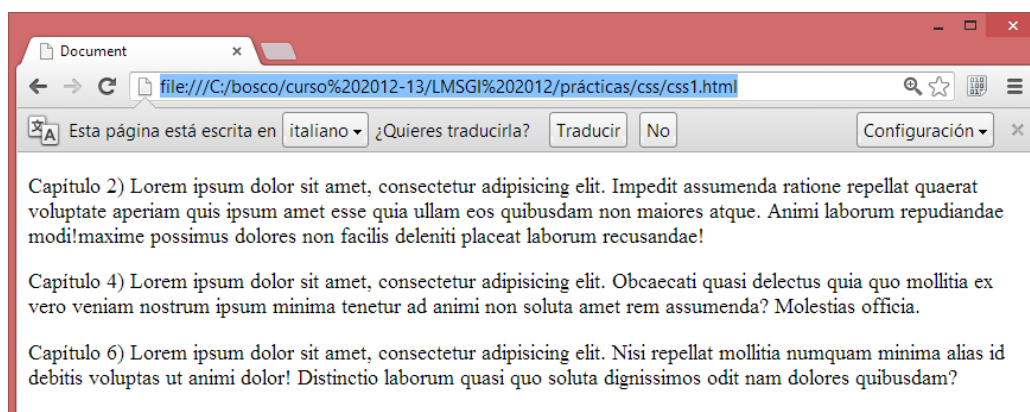 Document
file:///C:/bosco/curso%202012-13/LMSGI%202012/prácticas/css/css1.html
Esta página está escrita en italiano ¿Quieres traducirla? Traducir No Configuración
Capítulo 2) Lorem ipsum dolor sit amet, consectetur adipisicing elit. Impedit assumenda ratione repellat quaerat
voluptate aperiam quis ipsum amet esse quia ullam eos quibusdam non maiores atque. Animi laborum repudiandae
modi!maxime possimus dolores non facilis deleniti placeat laborum recusandae!
Capítulo 4) Lorem ipsum dolor sit amet, consectetur adipisicing elit. Obcaecati quasi delectus quia quo mollitia ex
vero veniam nostrum ipsum minima tenetur ad animi non soluta amet rem assumenda? Molestias officia.
Capítulo 6) Lorem ipsum dolor sit amet, consectetur adipisicing elit. Nisi repellat mollitia numquam minima alias id
debitis voluptas ut animi dolor! Distinctio laborum quasi quo soluta dignissimos odit nam dolores quibusdam?